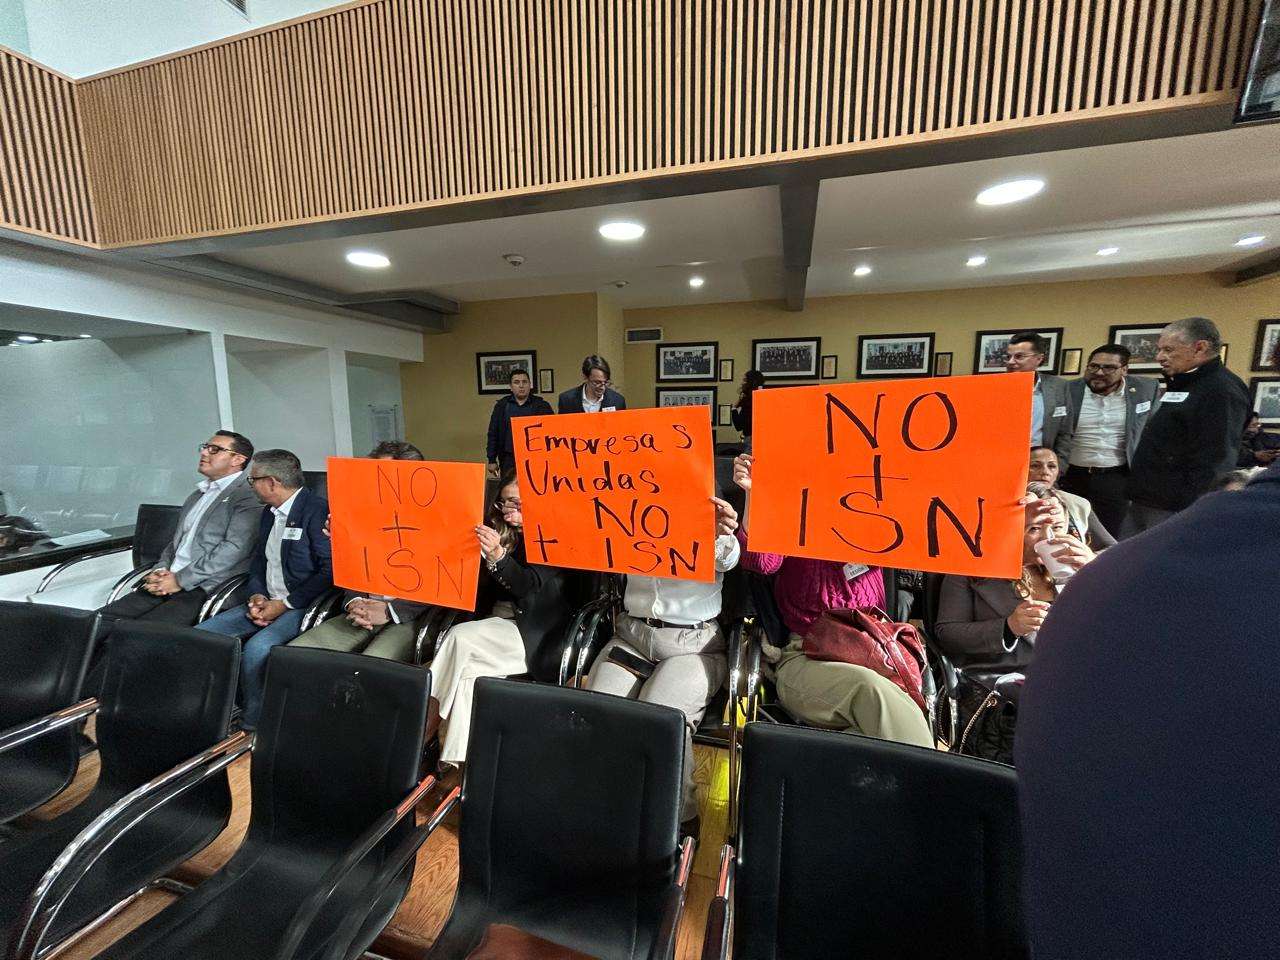 NO
+
ISN
Empresas
Unidas
NO
+ ISN
NO
+
ISN